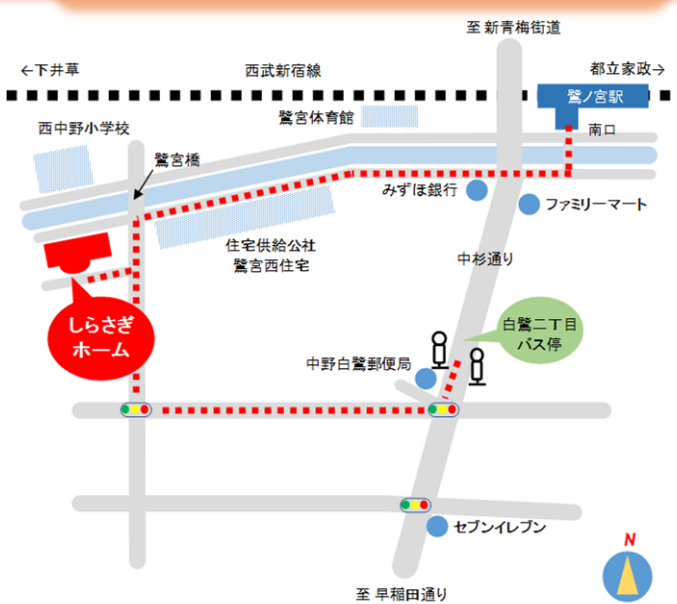 至 新青梅街道
←下井草
西武新宿線
都立家政→
鷺ノ宮駅
鷺宮体育館
西中野小学校
南口
鷺宮橋
みずほ銀行
ファミリーマート
住宅供給公社
鷺宮西住宅
中杉通り
しらさぎ
ホーム
白鷺二丁目
バス停
中野白鷺郵便局
セブンイレブン
N
至 早稲田通り